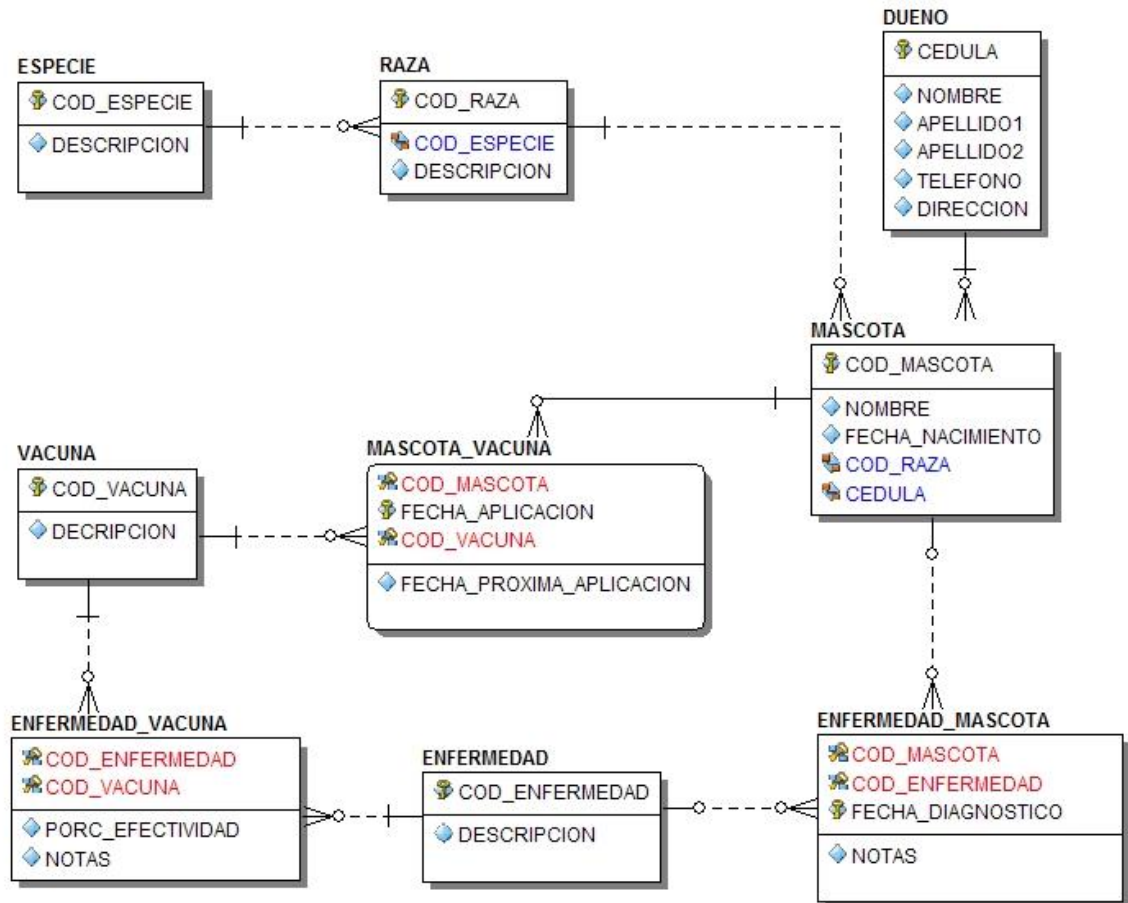 DUENO
CEDULA
NOMBRE
APELLIDO1
APELLIDO2
TELEFONO
DIRECCION
ESPECIE
COD_ESPECIE
DESCRIPCION
RAZA
COD_RAZA
COD_ESPECIE
DESCRIPCION
MASCOTA
COD_MASCOTA
NOMBRE
FECHA_NACIMIENTO
COD_RAZA
CEDULA
VACUNA
COD_VACUNA
DECRIPCION
MASCOTA_VACUNA
COD_MASCOTA
FECHA_APLICACION
COD_VACUNA
FECHA_PROXIMA_APLICACION
ENFERMEDAD_VACUNA
COD_ENFERMEDAD
COD_VACUNA
PORC_EFECTIVIDAD
NOTAS
ENFERMEDAD
COD_ENFERMEDAD
DESCRIPCION
ENFERMEDAD_MASCOTA
COD_MASCOTA
COD_ENFERMEDAD
FECHA_DIAGNOSTICO
NOTAS